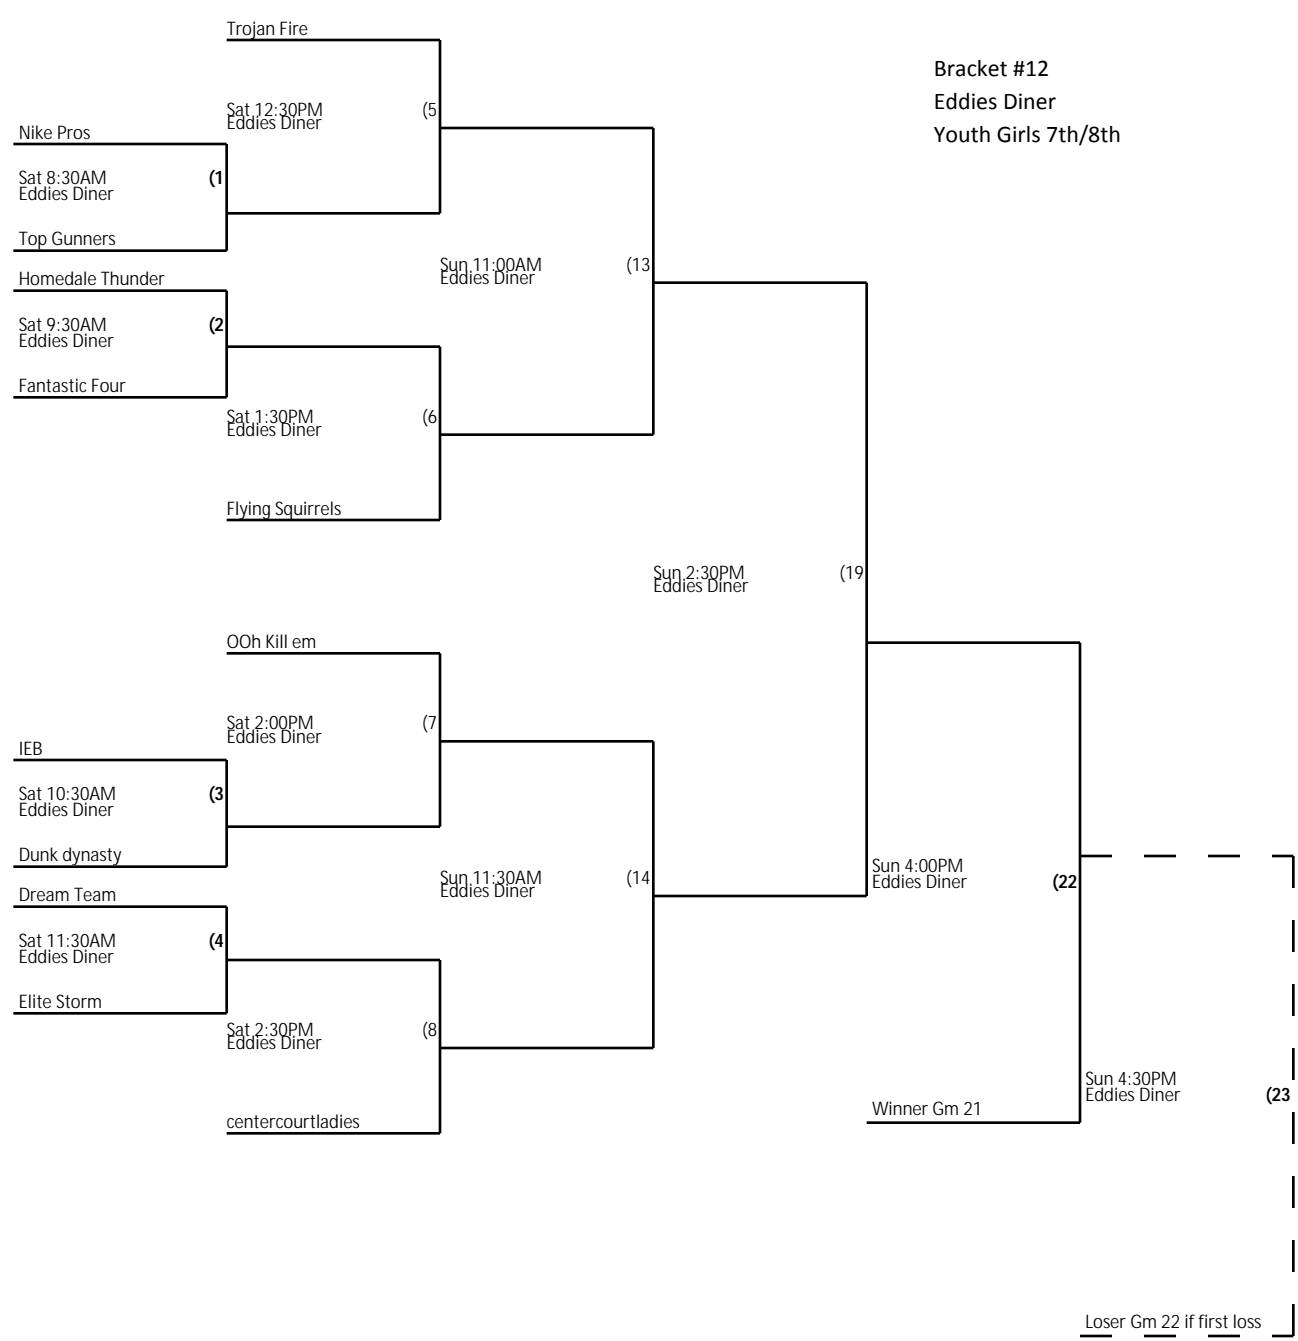 Trojan Fire
Bracket #12
Eddies Diner
Youth Girls 7th/8th
Sat 12:30PM (5
Eddies Diner
Nike Pros
Sat 8:30AM (1
Eddies Diner
Top Gunners
Sun 11:00AM (13
Eddies Diner
Homedale Thunder
Sat 9:30AM (2
Eddies Diner
Fantastic Four
Sat 1:30PM (6
Eddies Diner
Flying Squirrels
Sun 2:30PM (19
Eddies Diner
OOh Kill em
Sat 2:00PM (7
Eddies Diner
IEB
Sat 10:30AM (3
Eddies Diner
Dunk dynasty
Sun 11:30AM (14
Eddies Diner
Sun 4:00PM
Eddies Diner (22
Dream Team
Sat 11:30AM (4
Eddies Diner
Elite Storm
Sat 2:30PM (8
Eddies Diner
centercourtladies
Sun 4:30PM
Eddies Diner (23
Winner Gm 21
Loser Gm 22 if first loss